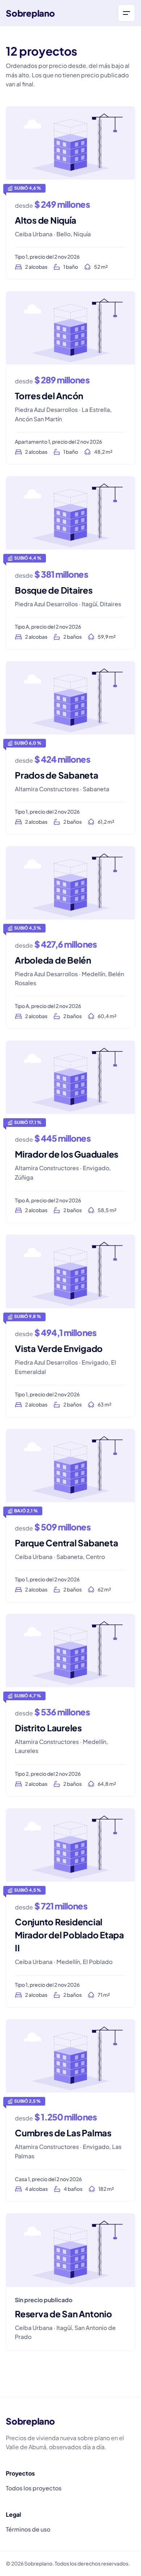 Sobreplano
12 proyectos
Ordenados por precio desde, del más bajo al
más alto. Los que no tienen precio publicado
van al final.
SUBIÓ 4,6 %
desde $ 249 millones
Altos de Niquía
Ceiba Urbana · Bello, Niquía
Tipo 1, precio del 2 nov 2026
2 alcobas 1 baño 52 m²
desde $ 289 millones
Torres del Ancón
Piedra Azul Desarrollos · La Estrella,
Ancón San Martín
Apartamento 1, precio del 2 nov 2026
2 alcobas 1 baño 48,2 m²
SUBIÓ 4,4 %
desde $ 381 millones
Bosque de Ditaires
Piedra Azul Desarrollos · Itagüí, Ditaires
Tipo A, precio del 2 nov 2026
2 alcobas 2 baños 59,9 m²
SUBIÓ 6,0 %
desde $ 424 millones
Prados de Sabaneta
Altamira Constructores · Sabaneta
Tipo 1, precio del 2 nov 2026
2 alcobas 2 baños 61,2 m²
SUBIÓ 4,3 %
desde $ 427,6 millones
Arboleda de Belén
Piedra Azul Desarrollos · Medellín, Belén
Rosales
Tipo A, precio del 2 nov 2026
2 alcobas 2 baños 60,4 m²
SUBIÓ 17,1 %
desde $ 445 millones
Mirador de los Guaduales
Altamira Constructores · Envigado,
Zúñiga
Tipo A, precio del 2 nov 2026
2 alcobas 2 baños 58,5 m²
SUBIÓ 9,8 %
desde $ 494,1 millones
Vista Verde Envigado
Piedra Azul Desarrollos · Envigado, El
Esmeraldal
Tipo 1, precio del 2 nov 2026
2 alcobas 2 baños 63 m²
BAJÓ 2,1 %
desde $ 509 millones
Parque Central Sabaneta
Ceiba Urbana · Sabaneta, Centro
Tipo 1, precio del 2 nov 2026
2 alcobas 2 baños 62 m²
SUBIÓ 4,7 %
desde $ 536 millones
Distrito Laureles
Altamira Constructores · Medellín,
Laureles
Tipo 2, precio del 2 nov 2026
2 alcobas 2 baños 64,8 m²
SUBIÓ 4,8 %
desde $ 721 millones
Conjunto Residencial
Mirador del Poblado Etapa
II
Ceiba Urbana · Medellín, El Poblado
Tipo 1, precio del 2 nov 2026
2 alcobas 2 baños 71 m²
SUBIÓ 2,5 %
desde $ 1.250 millones
Cumbres de Las Palmas
Altamira Constructores · Envigado, Las
Palmas
Casa 1, precio del 2 nov 2026
4 alcobas 4 baños 182 m²
Sin precio publicado
Reserva de San Antonio
Ceiba Urbana · Itagüí, San Antonio de
Prado
Sobreplano
Precios de vivienda nueva sobre plano en el
Valle de Aburrá, observados día a día.
Proyectos
Todos los proyectos
Legal
Términos de uso
© 2026 Sobreplano. Todos los derechos reservados.